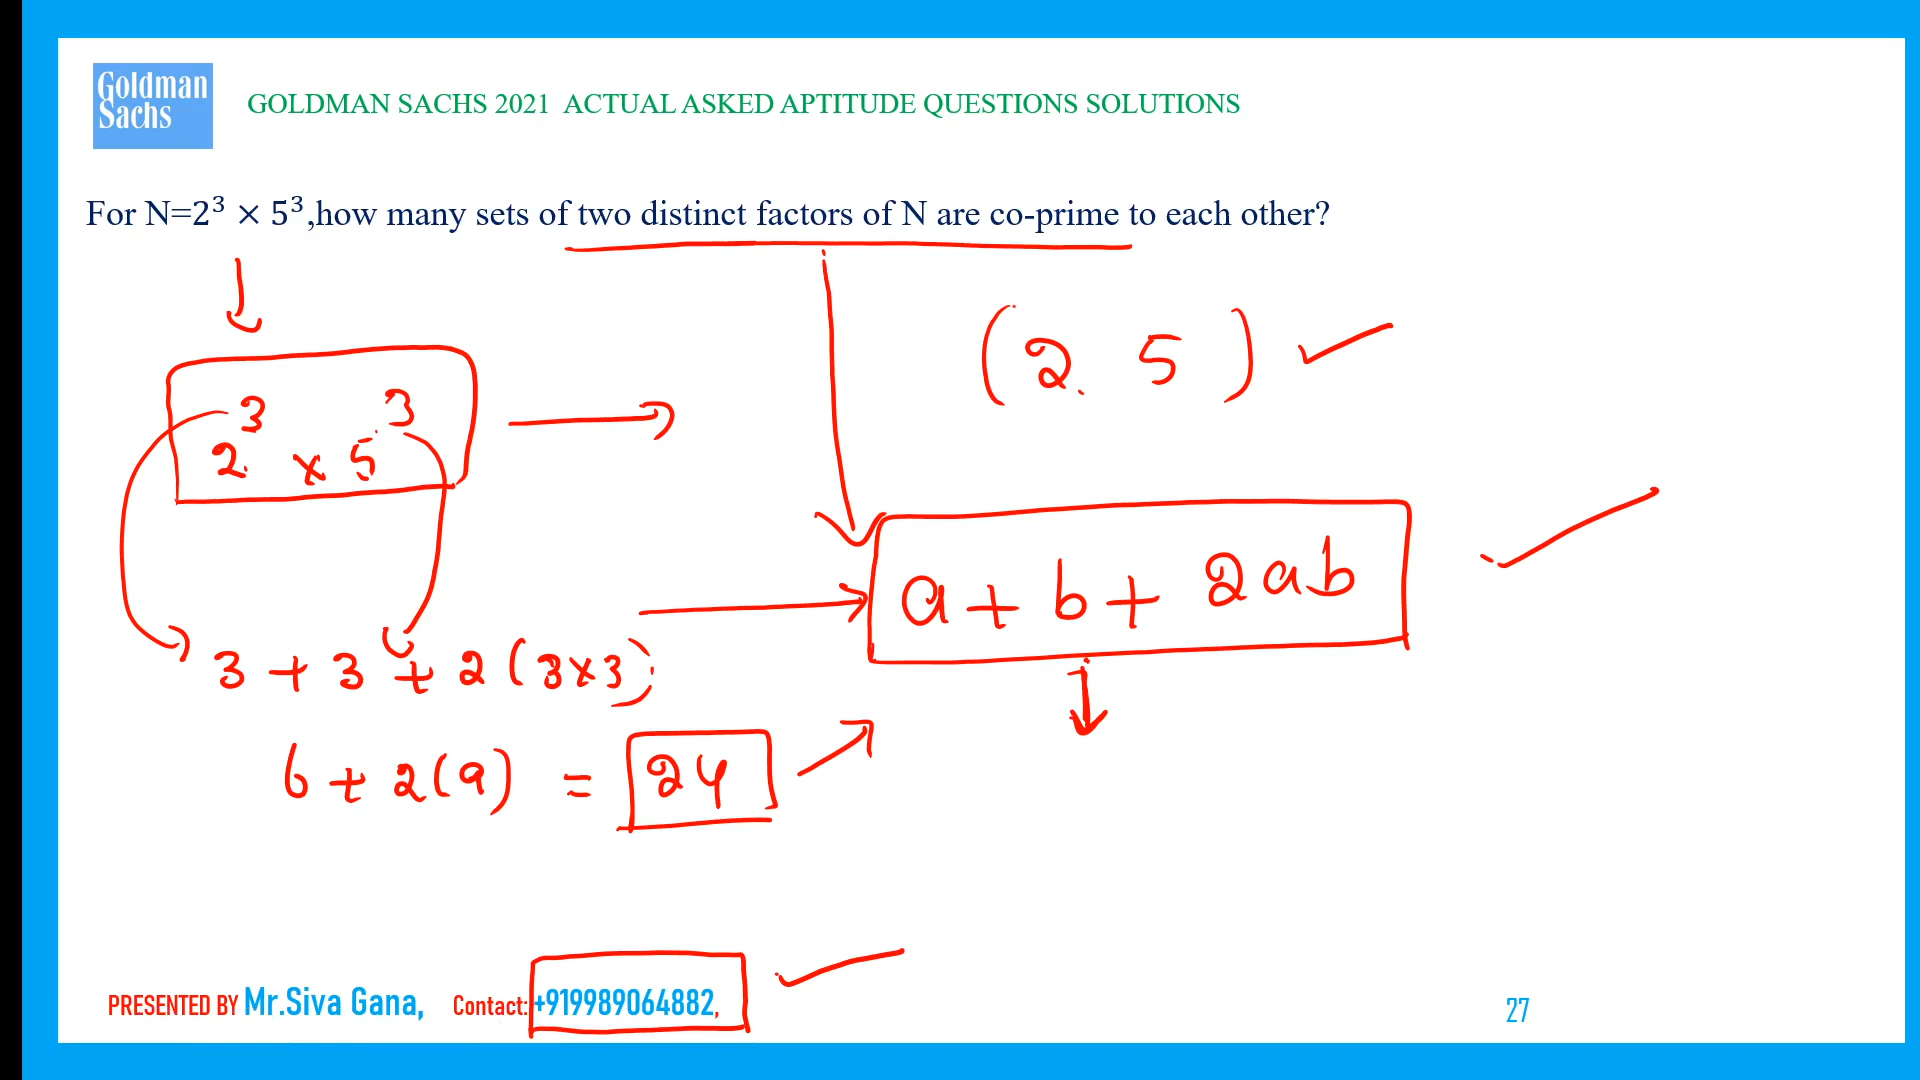 Goldman
Sachs
GOLDMAN SACHS 2021 ACTUAL ASKED APTITUDE QUESTIONS SOLUTIONS
For N=2³ × 5³,how many sets of two distinct factors of N are co-prime to each other?
(2. 5)
2³ × 5³
a + b + 2ab
3 + 3 + 2(3×3)
6 + 2(9) = 24
PRESENTED BY Mr.Siva Gana, Contact: +919989064882,
27